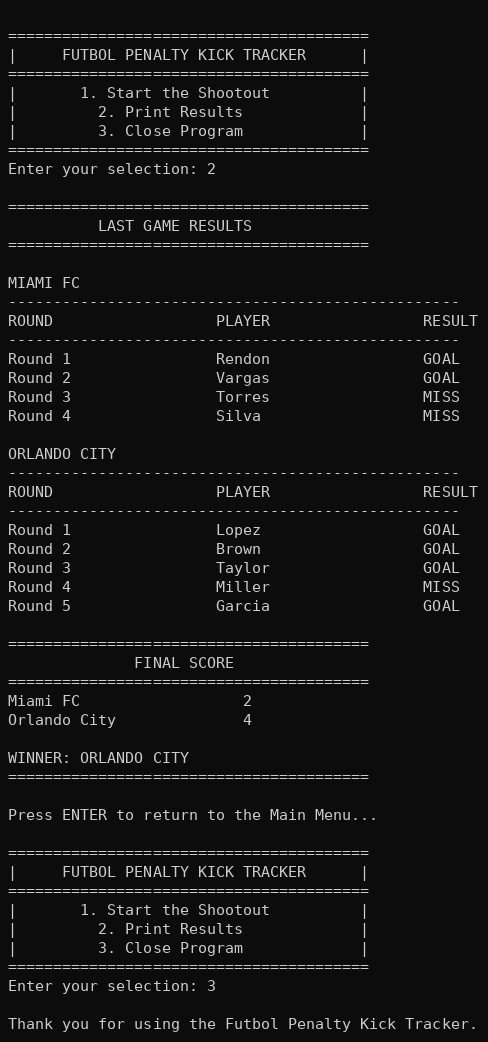 ========================================
|     FUTBOL PENALTY KICK TRACKER      |
========================================
|       1. Start the Shootout          |
|         2. Print Results             |
|         3. Close Program             |
========================================
Enter your selection: 2

========================================
          LAST GAME RESULTS
========================================

MIAMI FC
--------------------------------------------------
ROUND                  PLAYER                 RESULT
--------------------------------------------------
Round 1                Rendon                 GOAL
Round 2                Vargas                 GOAL
Round 3                Torres                 MISS
Round 4                Silva                  MISS

ORLANDO CITY
--------------------------------------------------
ROUND                  PLAYER                 RESULT
--------------------------------------------------
Round 1                Lopez                  GOAL
Round 2                Brown                  GOAL
Round 3                Taylor                 GOAL
Round 4                Miller                 MISS
Round 5                Garcia                 GOAL

========================================
              FINAL SCORE
========================================
Miami FC                  2
Orlando City              4

WINNER: ORLANDO CITY
========================================

Press ENTER to return to the Main Menu...

========================================
|     FUTBOL PENALTY KICK TRACKER      |
========================================
|       1. Start the Shootout          |
|         2. Print Results             |
|         3. Close Program             |
========================================
Enter your selection: 3

Thank you for using the Futbol Penalty Kick Tracker.